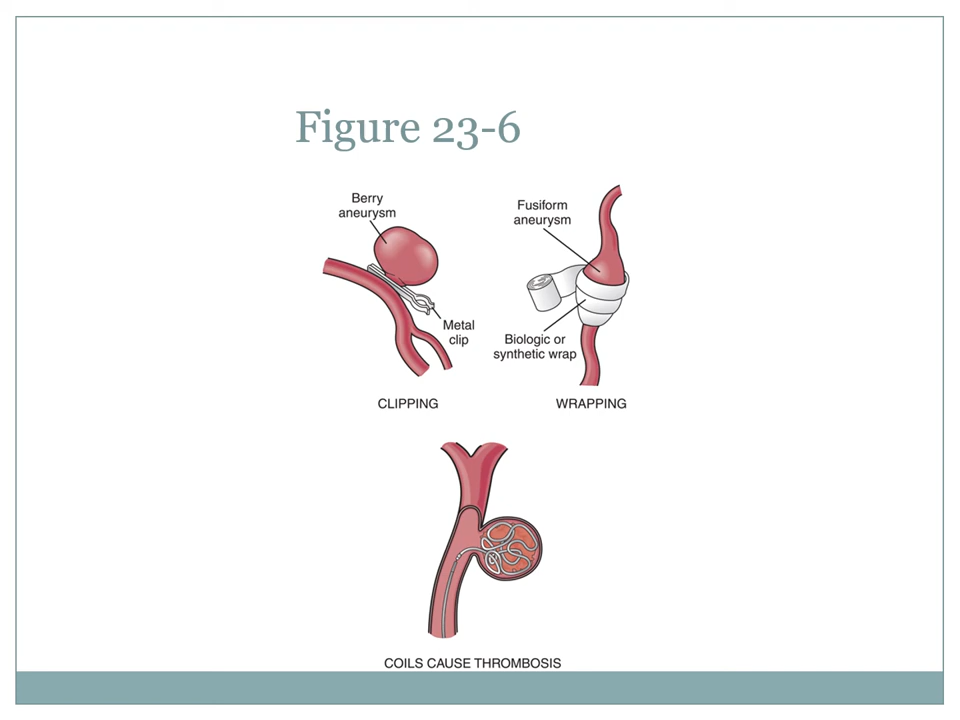 Figure 23-6
Berry
aneurysm
Metal
clip
CLIPPING
Fusiform
aneurysm
Biologic or
synthetic wrap
WRAPPING
COILS CAUSE THROMBOSIS